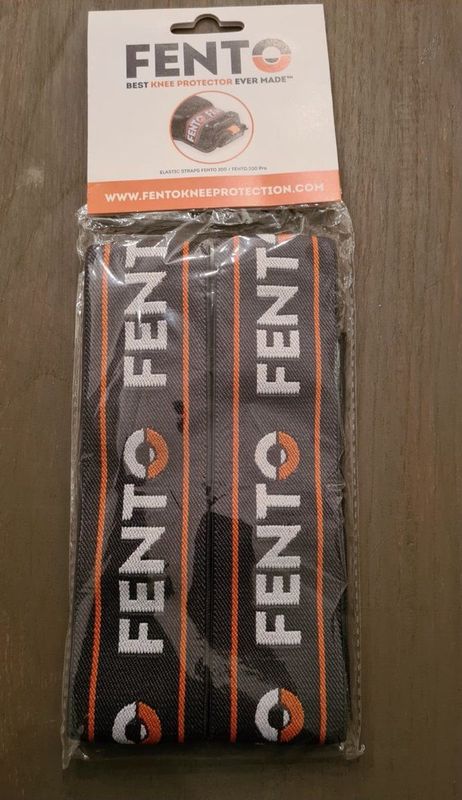 FENTO
BEST KNEE PROTECTOR EVER MADE™
FENTO
ELASTIC STRAPS FENTO 200 / FENTO 200 Pro
WWW.FENTOKNEEPROTECTION.COM
FENT
FENTO
FENTO
FENTO